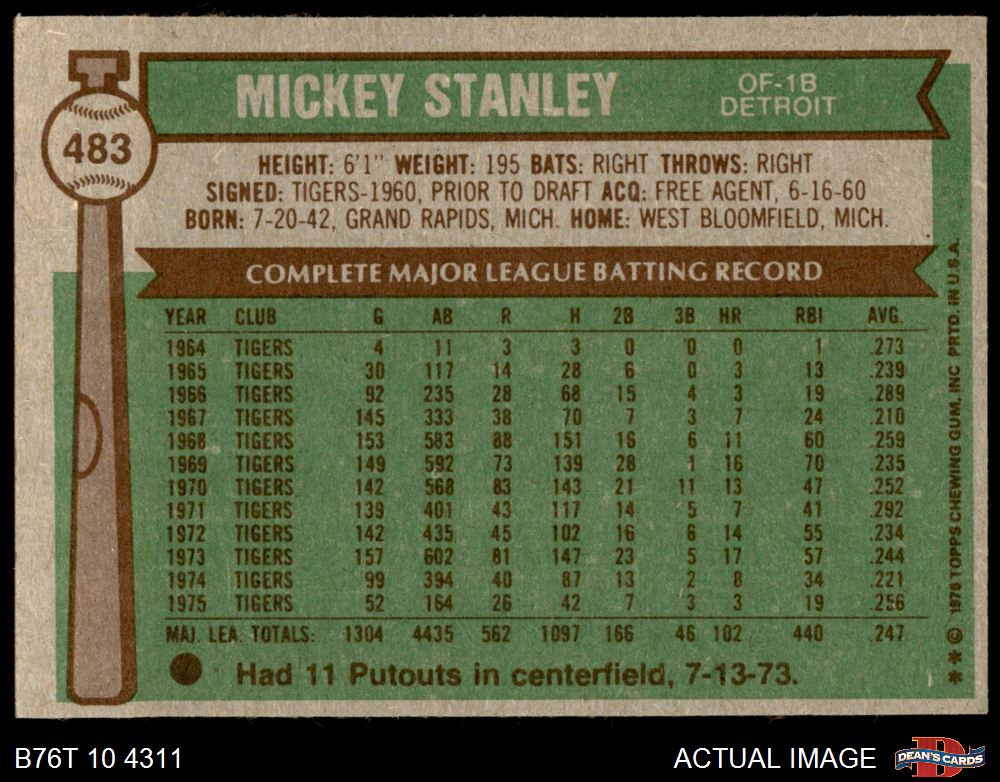 483
MICKEY STANLEY OF-1B DETROIT
HEIGHT: 6'1" WEIGHT: 195 BATS: RIGHT THROWS: RIGHT
SIGNED: TIGERS-1960, PRIOR TO DRAFT ACQ: FREE AGENT, 6-16-60
BORN: 7-20-42, GRAND RAPIDS, MICH. HOME: WEST BLOOMFIELD, MICH.
COMPLETE MAJOR LEAGUE BATTING RECORD
YEAR CLUB G AB R H 2B 3B HR RBI AVG.
1964 TIGERS 4 11 3 3 0 0 0 1 .273
1965 TIGERS 30 117 14 28 6 0 3 13 .239
1966 TIGERS 92 235 28 68 15 4 3 19 .289
1967 TIGERS 145 333 38 70 7 3 7 24 .210
1968 TIGERS 153 583 88 151 16 6 11 60 .259
1969 TIGERS 149 592 73 139 28 1 16 70 .235
1970 TIGERS 142 568 83 143 21 11 13 47 .252
1971 TIGERS 139 401 43 117 14 5 7 41 .292
1972 TIGERS 142 435 45 102 16 6 14 55 .234
1973 TIGERS 157 602 81 147 23 5 17 57 .244
1974 TIGERS 99 394 40 87 13 2 8 34 .221
1975 TIGERS 52 164 26 42 7 3 3 19 .256
MAJ. LEA. TOTALS: 1304 4435 562 1097 166 46 102 440 .247
Had 11 Putouts in centerfield, 7-13-73.
* * © 1976 TOPPS CHEWING GUM, INC PRTD. IN U.S.A.
B76T 10 4311
ACTUAL IMAGE
D
DEAN'S CARDS